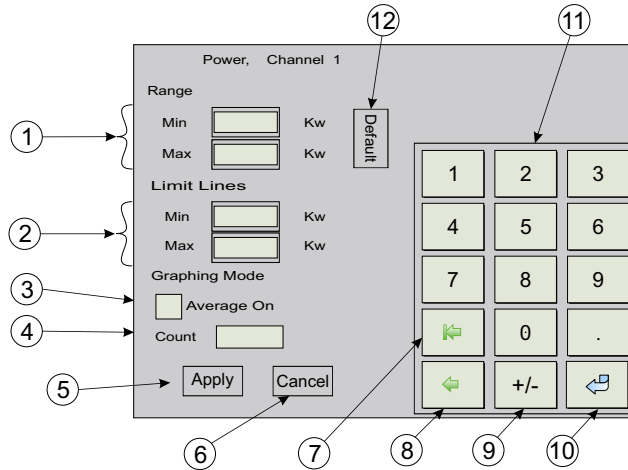 12
11
Power, Channel 1
Range
1
Min Kw
Max Kw
Default
Limit Lines
2
Min Kw
Max Kw
Graphing Mode
3
Average On
4
Count
5
Apply Cancel
1 2 3
4 5 6
7 8 9
0 .
+/-
6 7 8 9 10